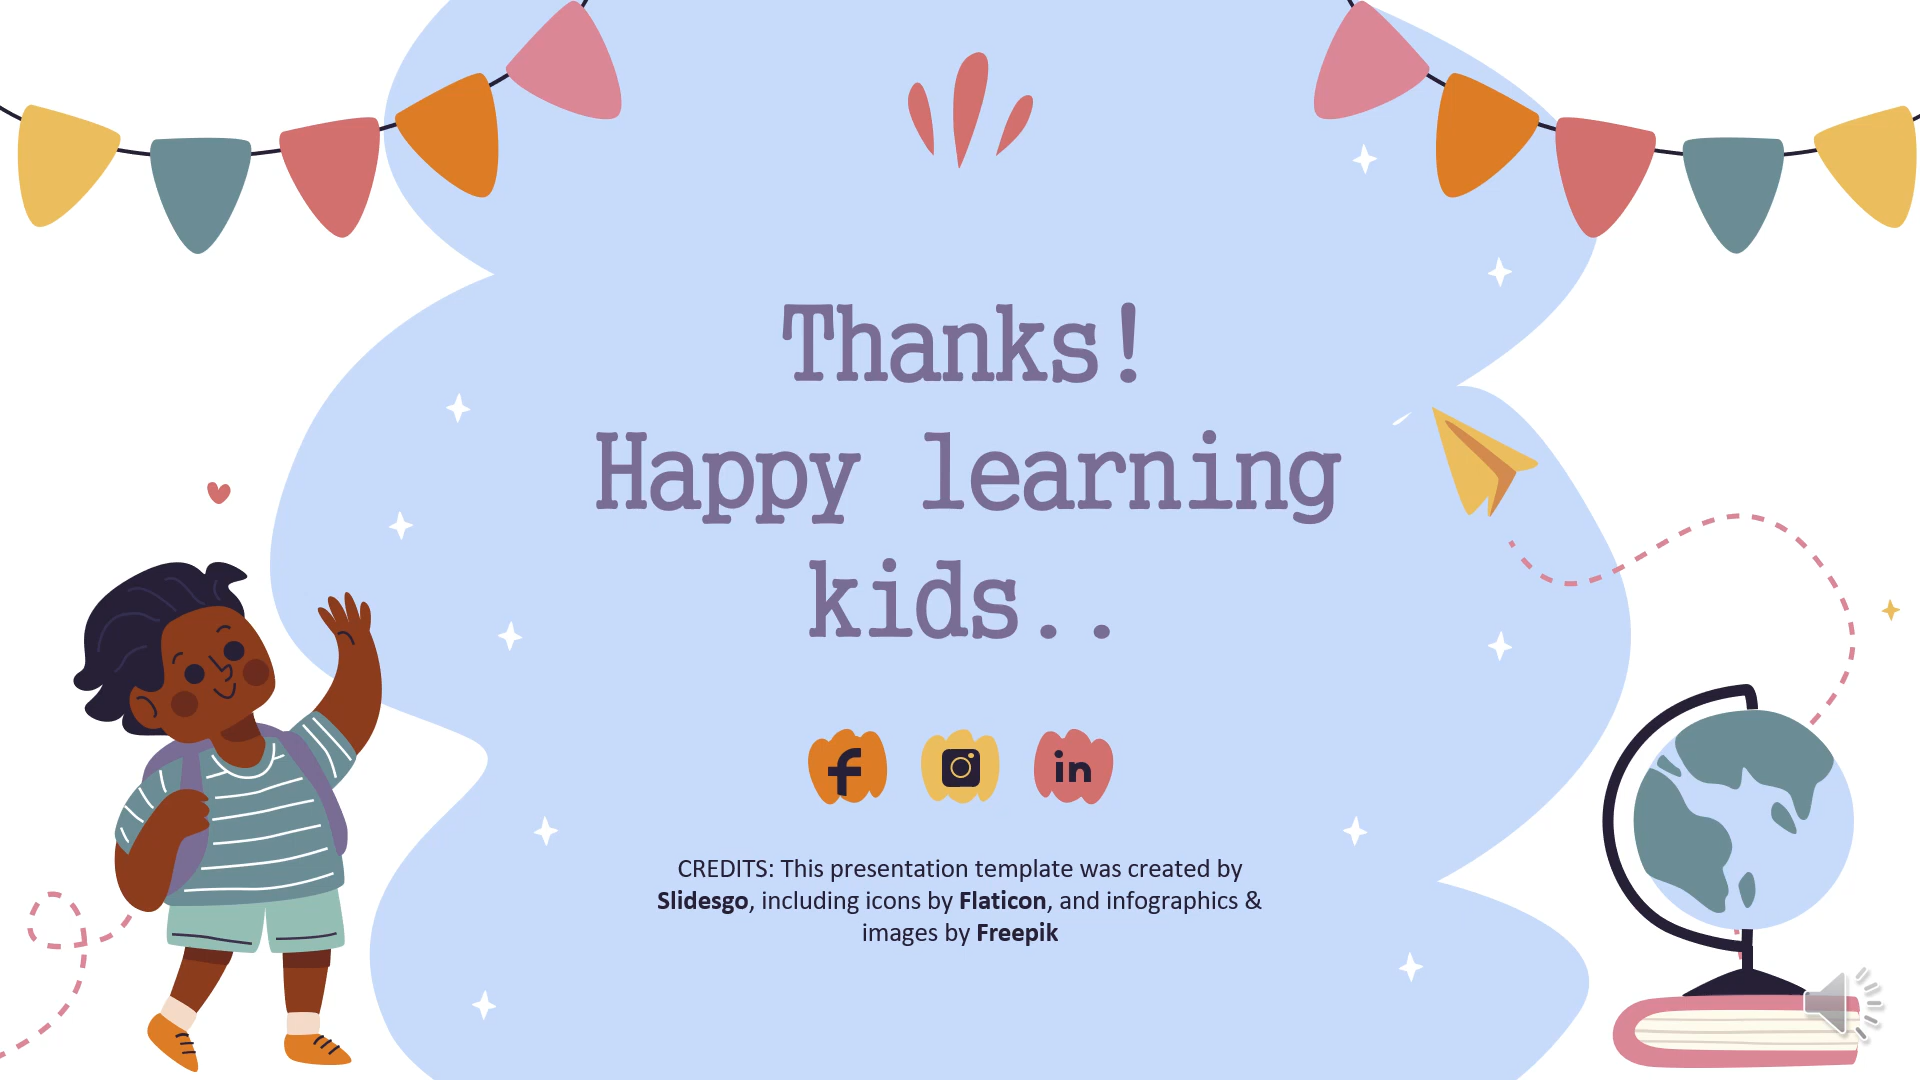 Thanks!
Happy learning
kids..
CREDITS: This presentation template was created by
Slidesgo, including icons by Flaticon, and infographics &
images by Freepik